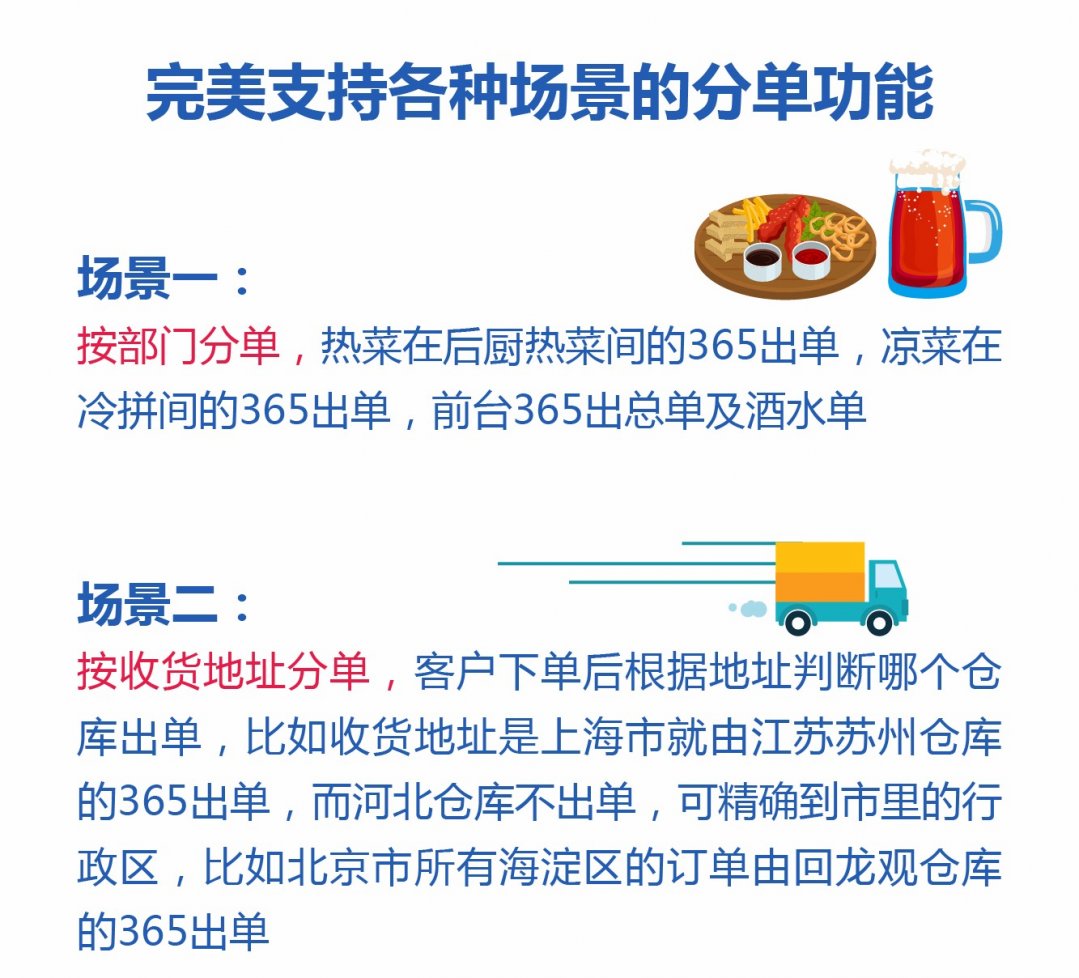 完美支持各种场景的分单功能
场景一：
按部门分单，热菜在后厨热菜间的365出单，凉菜在
冷拼间的365出单，前台365出总单及酒水单
场景二：
按收货地址分单，客户下单后根据地址判断哪个仓
库出单，比如收货地址是上海市就由江苏苏州仓库
的365出单，而河北仓库不出单，可精确到市里的行
政区，比如北京市所有海淀区的订单由回龙观仓库
的365出单